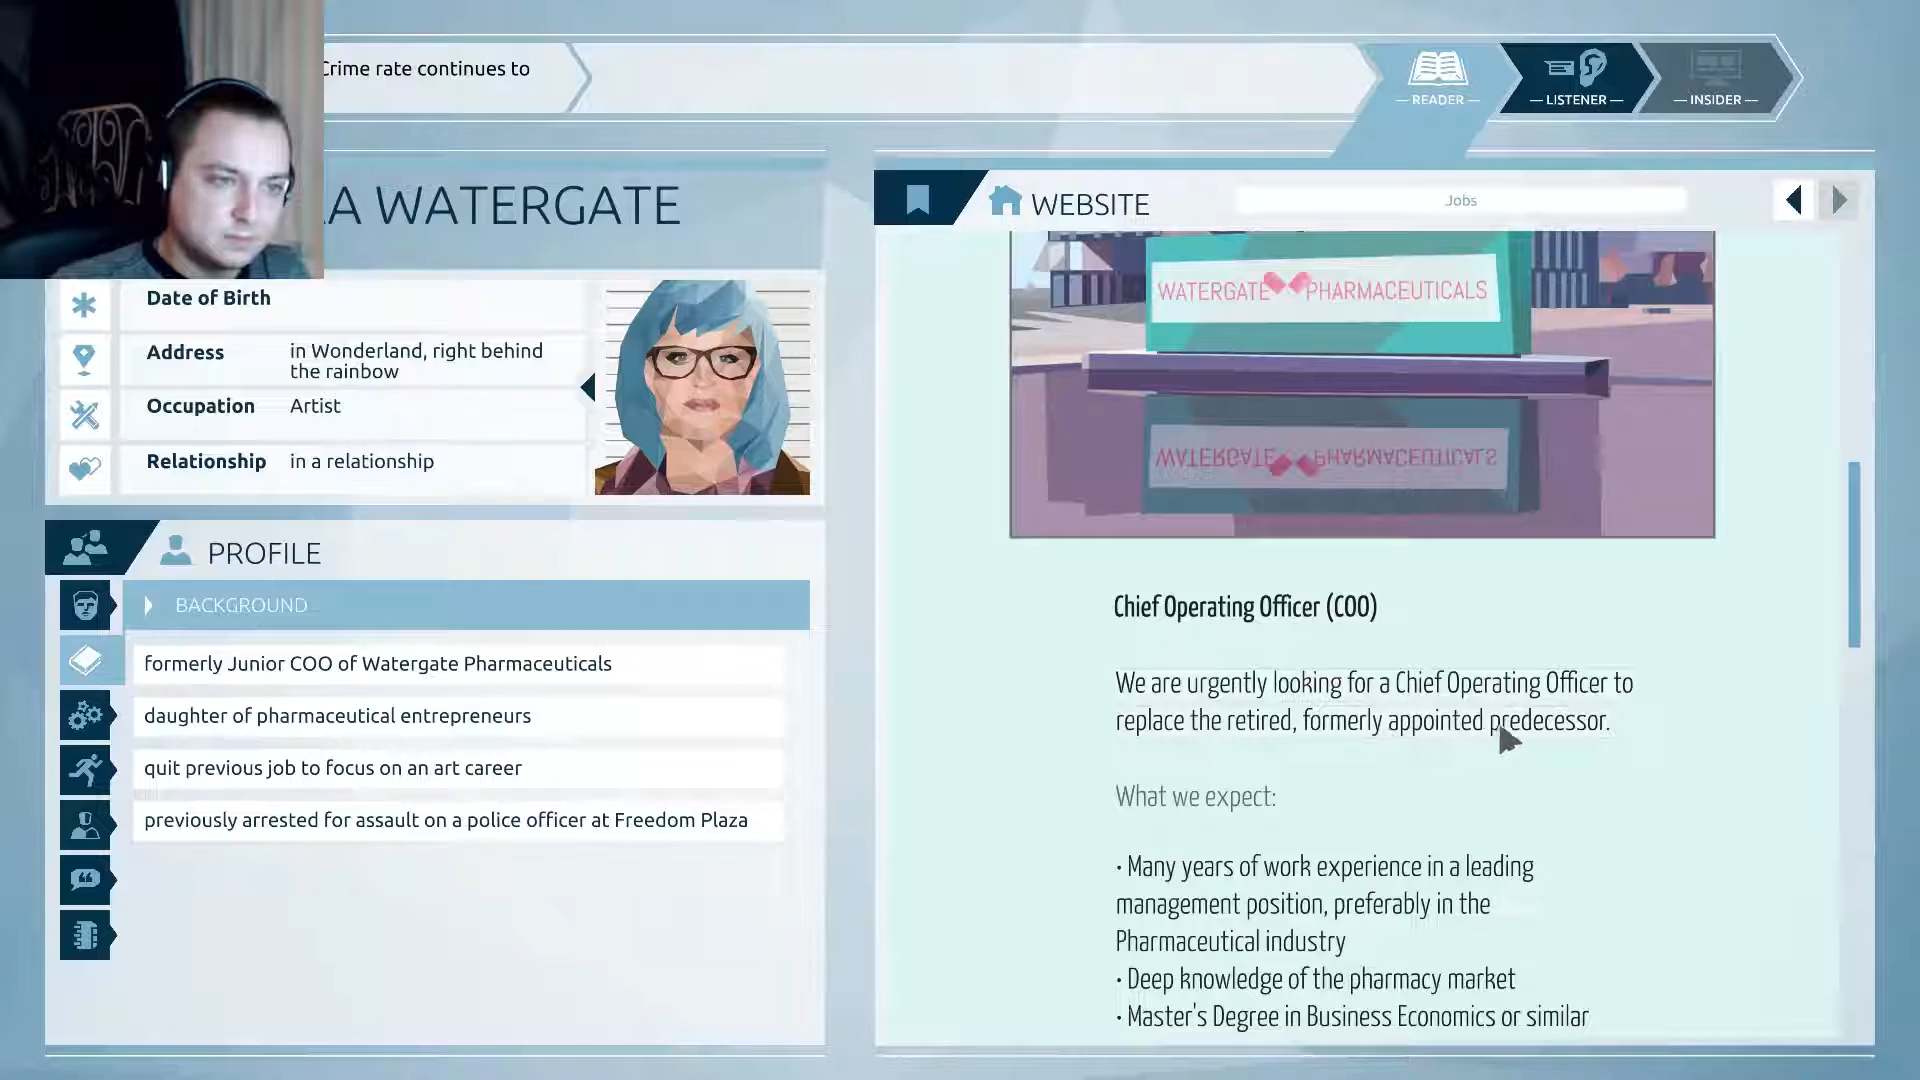 Crime rate continues to
READER
LISTENER
INSIDER
A WATERGATE
Date of Birth
Address in Wonderland, right behind
the rainbow
Occupation Artist
Relationship in a relationship
PROFILE
BACKGROUND
formerly Junior COO of Watergate Pharmaceuticals
daughter of pharmaceutical entrepreneurs
quit previous job to focus on an art career
previously arrested for assault on a police officer at Freedom Plaza
WEBSITE
Jobs
WATERGATE PHARMACEUTICALS
WATERGATE PHARMACEUTICALS
Chief Operating Officer (COO)
We are urgently looking for a Chief Operating Officer to
replace the retired, formerly appointed predecessor.
What we expect:
· Many years of work experience in a leading
management position, preferably in the
Pharmaceutical industry
· Deep knowledge of the pharmacy market
· Master's Degree in Business Economics or similar